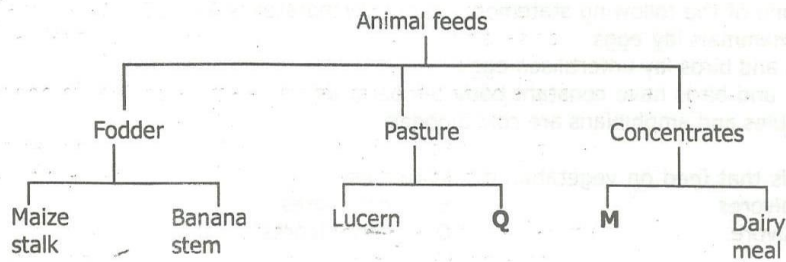 Animal feeds
Fodder Pasture Concentrates
Maize stalk
Banana stem
Lucern
Q
M
Dairy meal